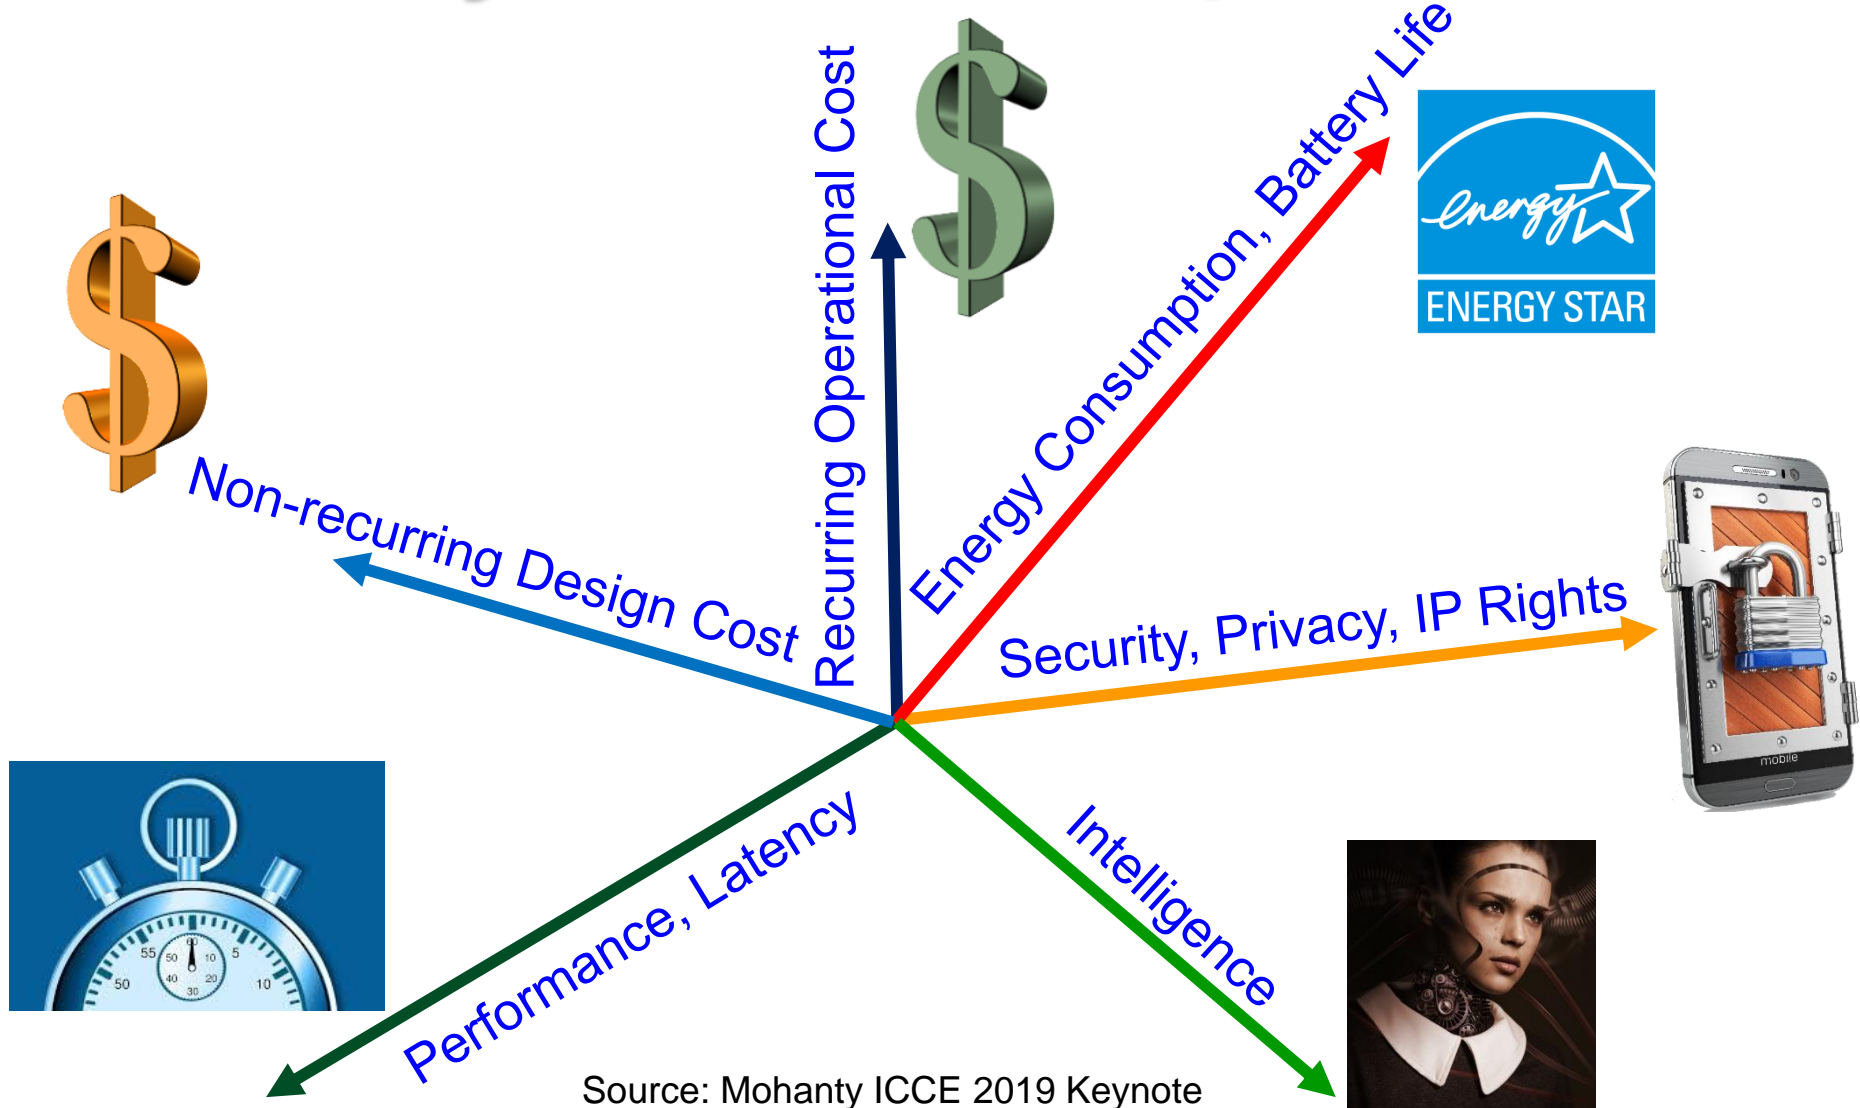 Recurring Operational Cost
Energy Consumption, Battery Life
energy
ENERGY STAR
Non-recurring Design Cost
Security, Privacy, IP Rights
mobile
Performance, Latency
Intelligence
60
55
5
50
10
50
10
40
20
30
Source: Mohanty ICCE 2019 Keynote